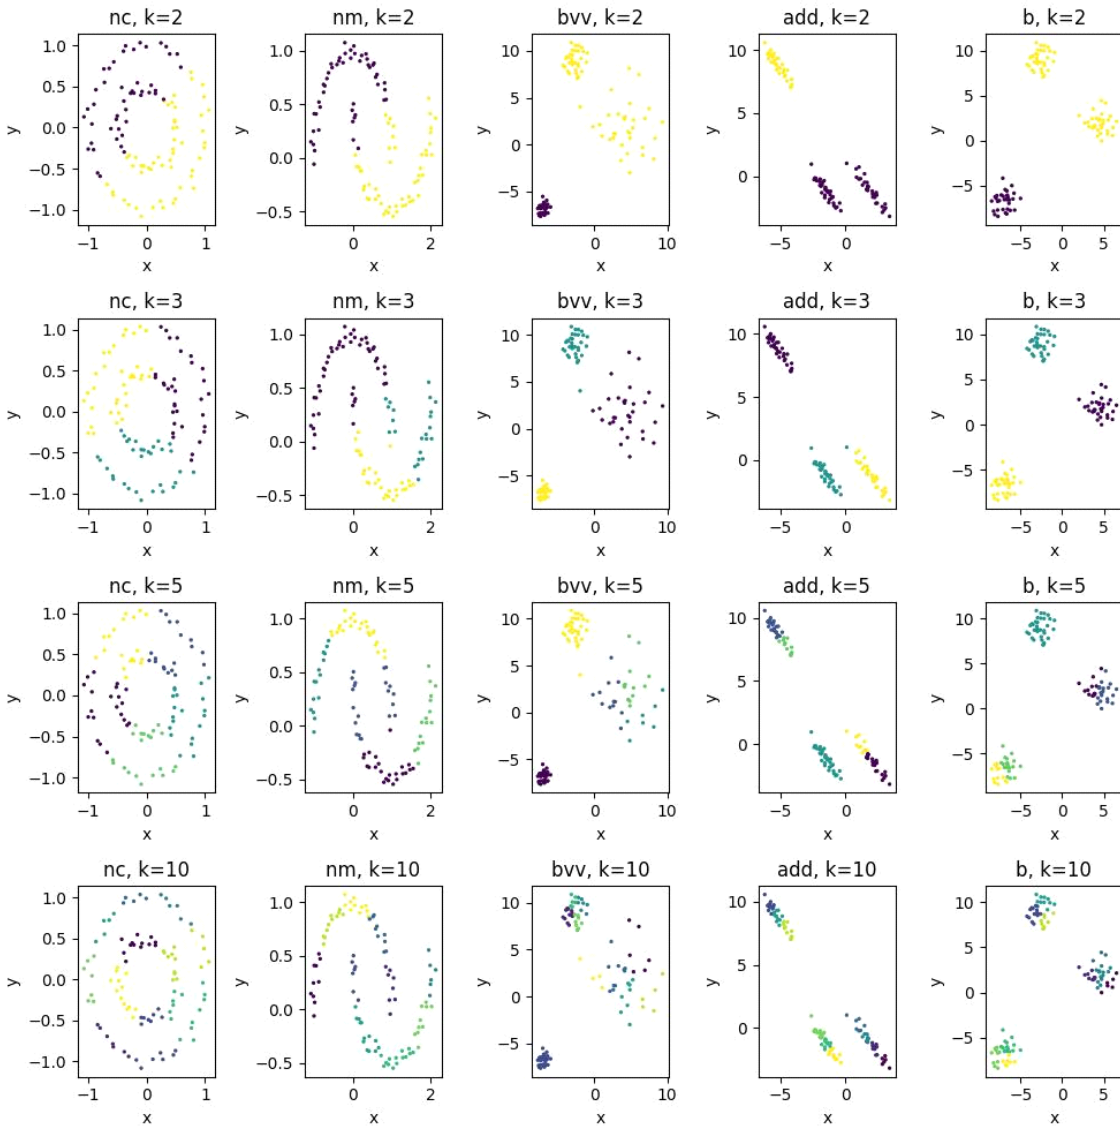 nc, k=2 nm, k=2 bvv, k=2 add, k=2 b, k=2
1.0 1.0 10 10 10
0.5 0.5 5 5 5
y 0.0 y 0.0 y 0 y 0 y 0
−0.5 −0.5 −5 −5
−1.0
−1 0 1 0 2 0 10 −5 0 −5 0 5
x x x x x
nc, k=3 nm, k=3 bvv, k=3 add, k=3 b, k=3
1.0 1.0 10 10 10
0.5 0.5 5 5 5
y 0.0 y 0.0 y 0 y 0 y 0
−0.5 −0.5 −5 −5
−1.0
−1 0 1 0 2 0 10 −5 0 −5 0 5
x x x x x
nc, k=5 nm, k=5 bvv, k=5 add, k=5 b, k=5
1.0 1.0 10 10 10
0.5 0.5 5 5 5
y 0.0 y 0.0 y 0 y 0 y 0
−0.5 −0.5 −5 −5
−1.0
−1 0 1 0 2 0 10 −5 0 −5 0 5
x x x x x
nc, k=10 nm, k=10 bvv, k=10 add, k=10 b, k=10
1.0 1.0 10 10 10
0.5 0.5 5 5 5
y 0.0 y 0.0 y 0 y 0 y 0
−0.5 −0.5 −5 −5
−1.0
−1 0 1 0 2 0 10 −5 0 −5 0 5
x x x x x